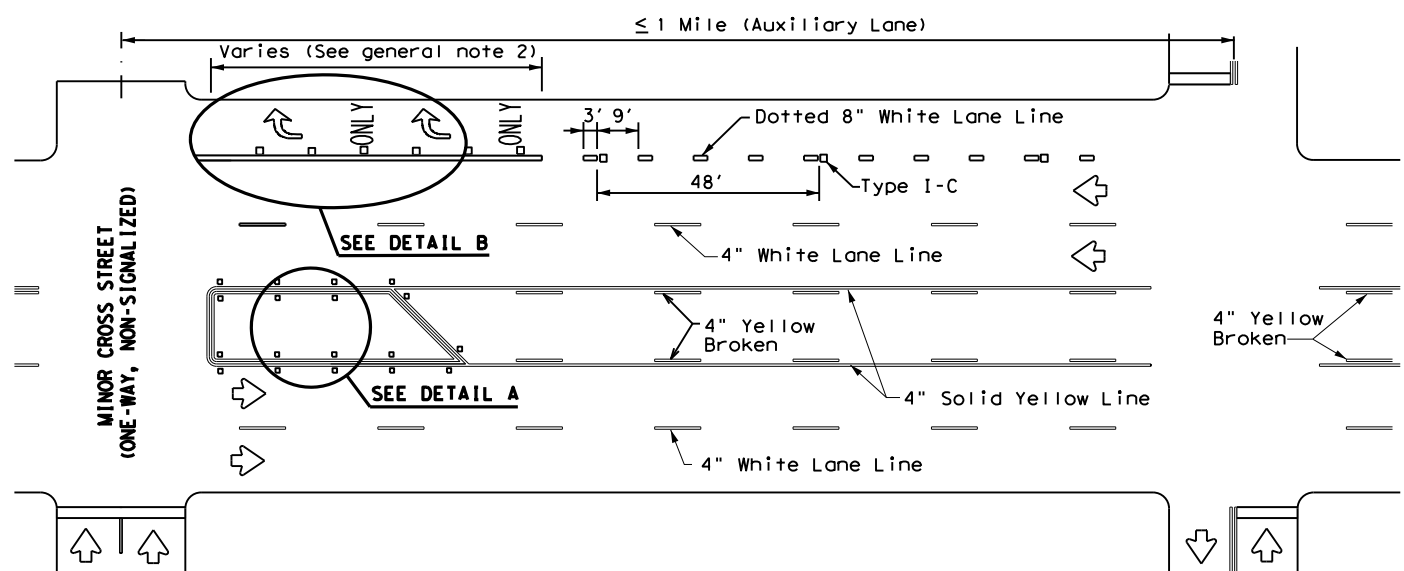 ≤ 1 Mile (Auxiliary Lane)
Varies (See general note 2)
ONLY
ONLY
3' 9'
Dotted 8" White Lane Line
48'
Type I-C
SEE DETAIL B
4" White Lane Line
MINOR CROSS STREET
(ONE-WAY, NON-SIGNALIZED)
4" Yellow
Broken
4" Yellow
Broken
SEE DETAIL A
4" Solid Yellow Line
4" White Lane Line